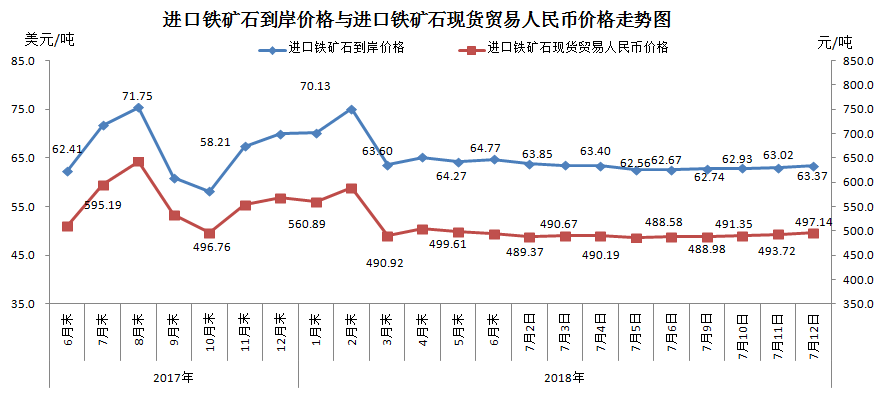 进口铁矿石到岸价格与进口铁矿石现货贸易人民币价格走势图
美元/吨
元/吨
进口铁矿石到岸价格
进口铁矿石现货贸易人民币价格
85.0
75.0
65.0
55.0
45.0
35.0
850.0
800.0
750.0
700.0
650.0
600.0
550.0
500.0
450.0
400.0
350.0
62.41
71.75
58.21
70.13
63.60
64.27
64.77
63.85
63.40
62.56
62.67
62.74
62.93
63.02
63.37
595.19
496.76
560.89
490.92
499.61
489.37
490.67
490.19
488.58
488.98
491.35
493.72
497.14
6月末
7月末
8月末
9月末
10月末
11月末
12月末
1月末
2月末
3月末
4月末
5月末
6月末
7月2日
7月3日
7月4日
7月5日
7月6日
7月9日
7月10日
7月11日
7月12日
2017年
2018年